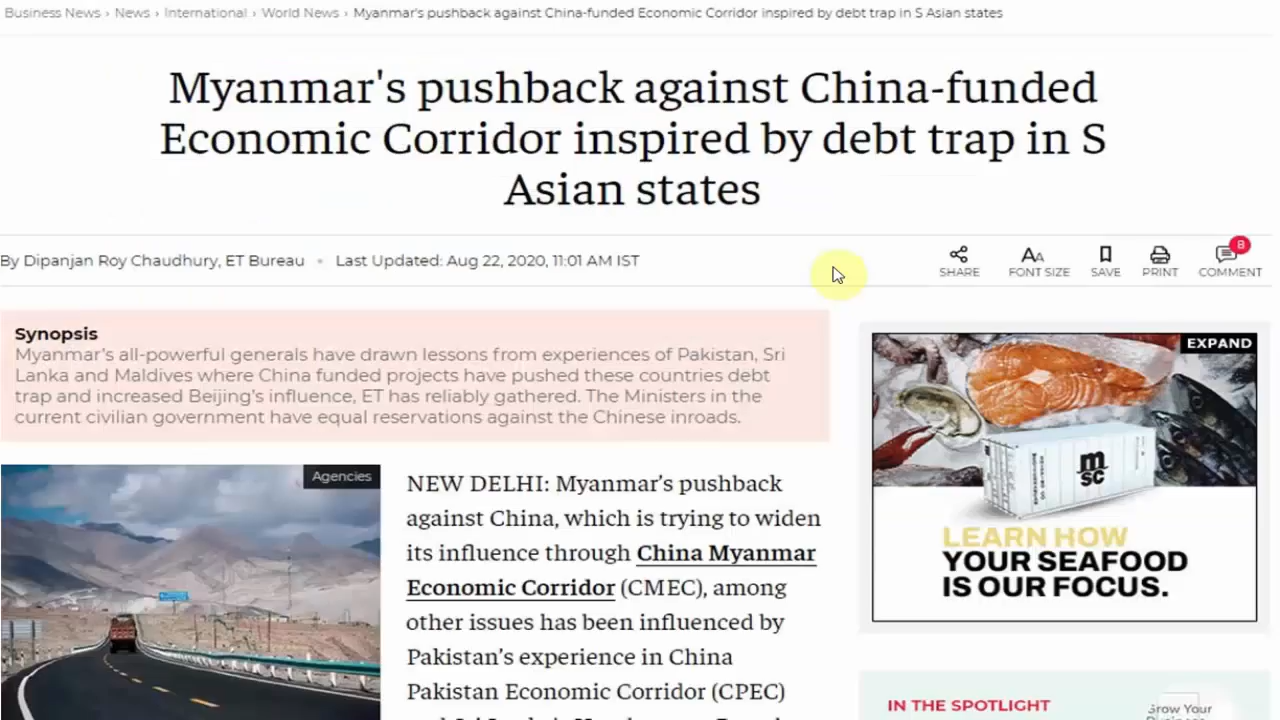 Business News › News › International › World News › Myanmar's pushback against China-funded Economic Corridor inspired by debt trap in S Asian states
Myanmar's pushback against China-funded
Economic Corridor inspired by debt trap in S
Asian states
By Dipanjan Roy Chaudhury, ET Bureau • Last Updated: Aug 22, 2020, 11:01 AM IST
SHARE
FONT SIZE
SAVE
PRINT
COMMENT
8
Synopsis
Myanmar's all-powerful generals have drawn lessons from experiences of Pakistan, Sri
Lanka and Maldives where China funded projects have pushed these countries debt
trap and increased Beijing's influence, ET has reliably gathered. The Ministers in the
current civilian government have equal reservations against the Chinese inroads.
Agencies
NEW DELHI: Myanmar's pushback
against China, which is trying to widen
its influence through China Myanmar
Economic Corridor (CMEC), among
other issues has been influenced by
Pakistan's experience in China
Pakistan Economic Corridor (CPEC)
EXPAND
msc
LEARN HOW
YOUR SEAFOOD
IS OUR FOCUS.
IN THE SPOTLIGHT
Grow Your